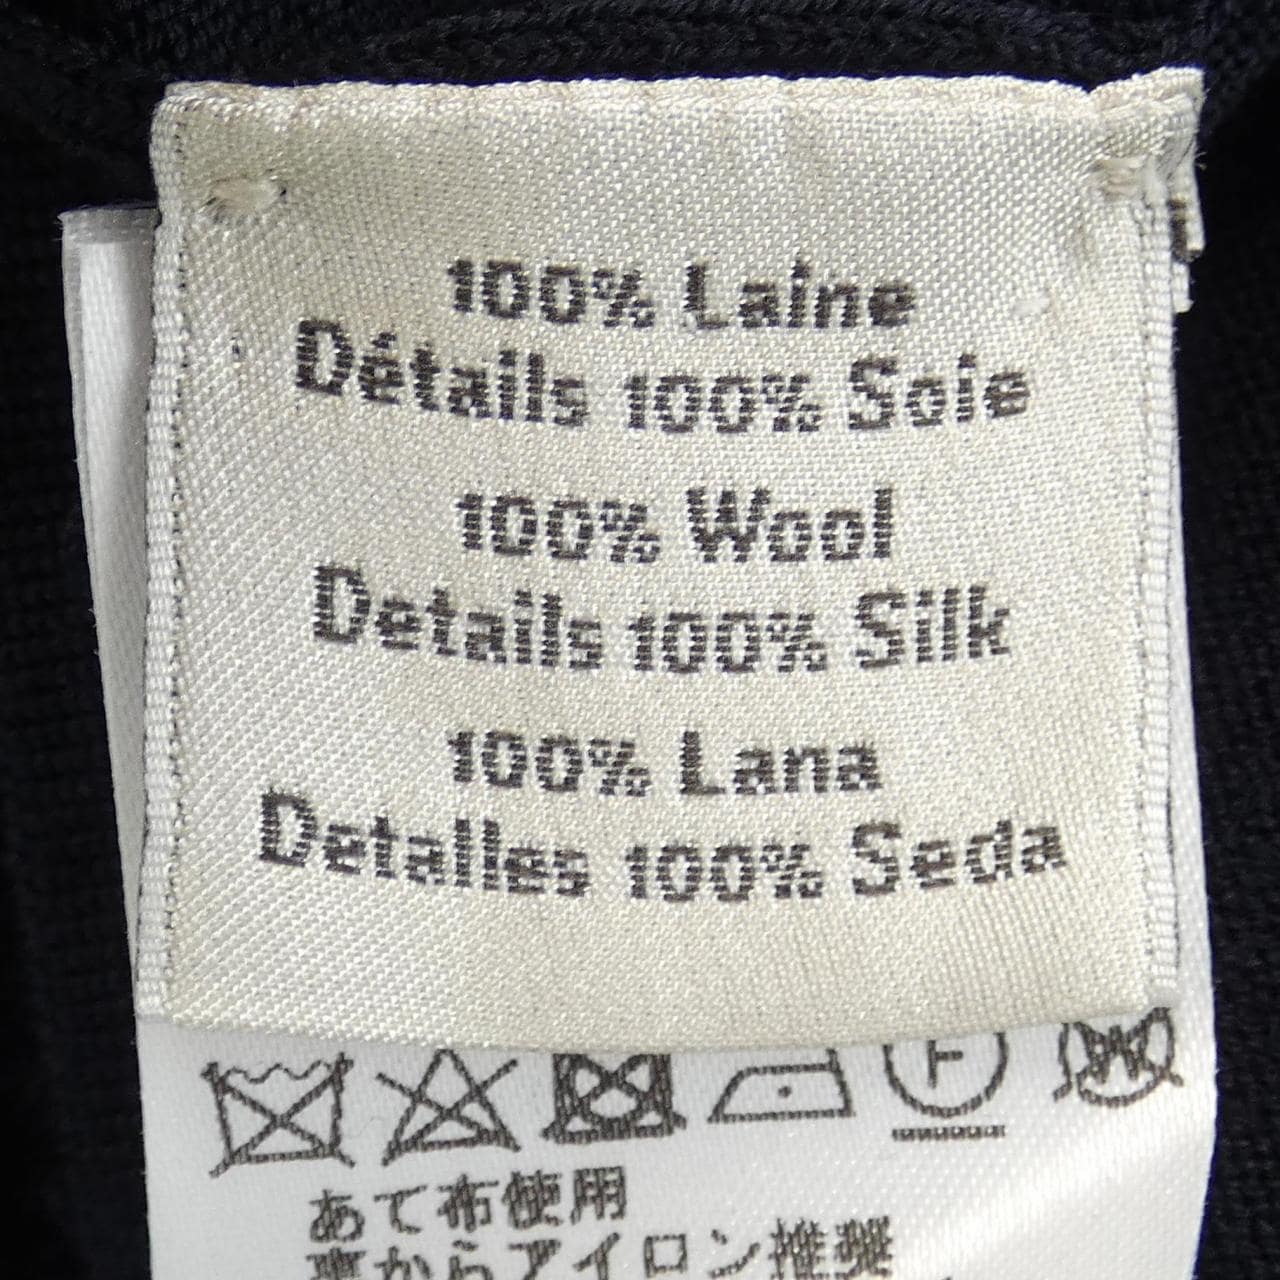 100% Laine
Détails 100% Soie
100% Wool
Details 100% Silk
100% Lana
Detalles 100% Seda
F
W
あて布使用
裏からアイロン推奨